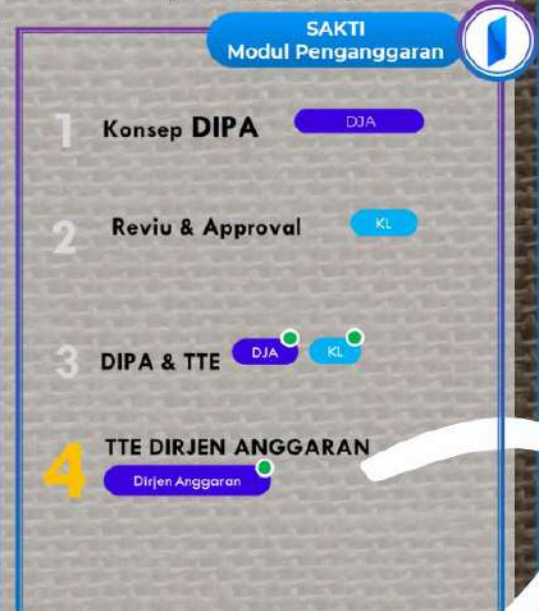 SAKTI
Modul Penganggaran
1 Konsep DIPA DJA
2 Reviu & Approval KL
3 DIPA & TTE DJA KL
4 TTE DIRJEN ANGGARAN
Dirjen Anggaran